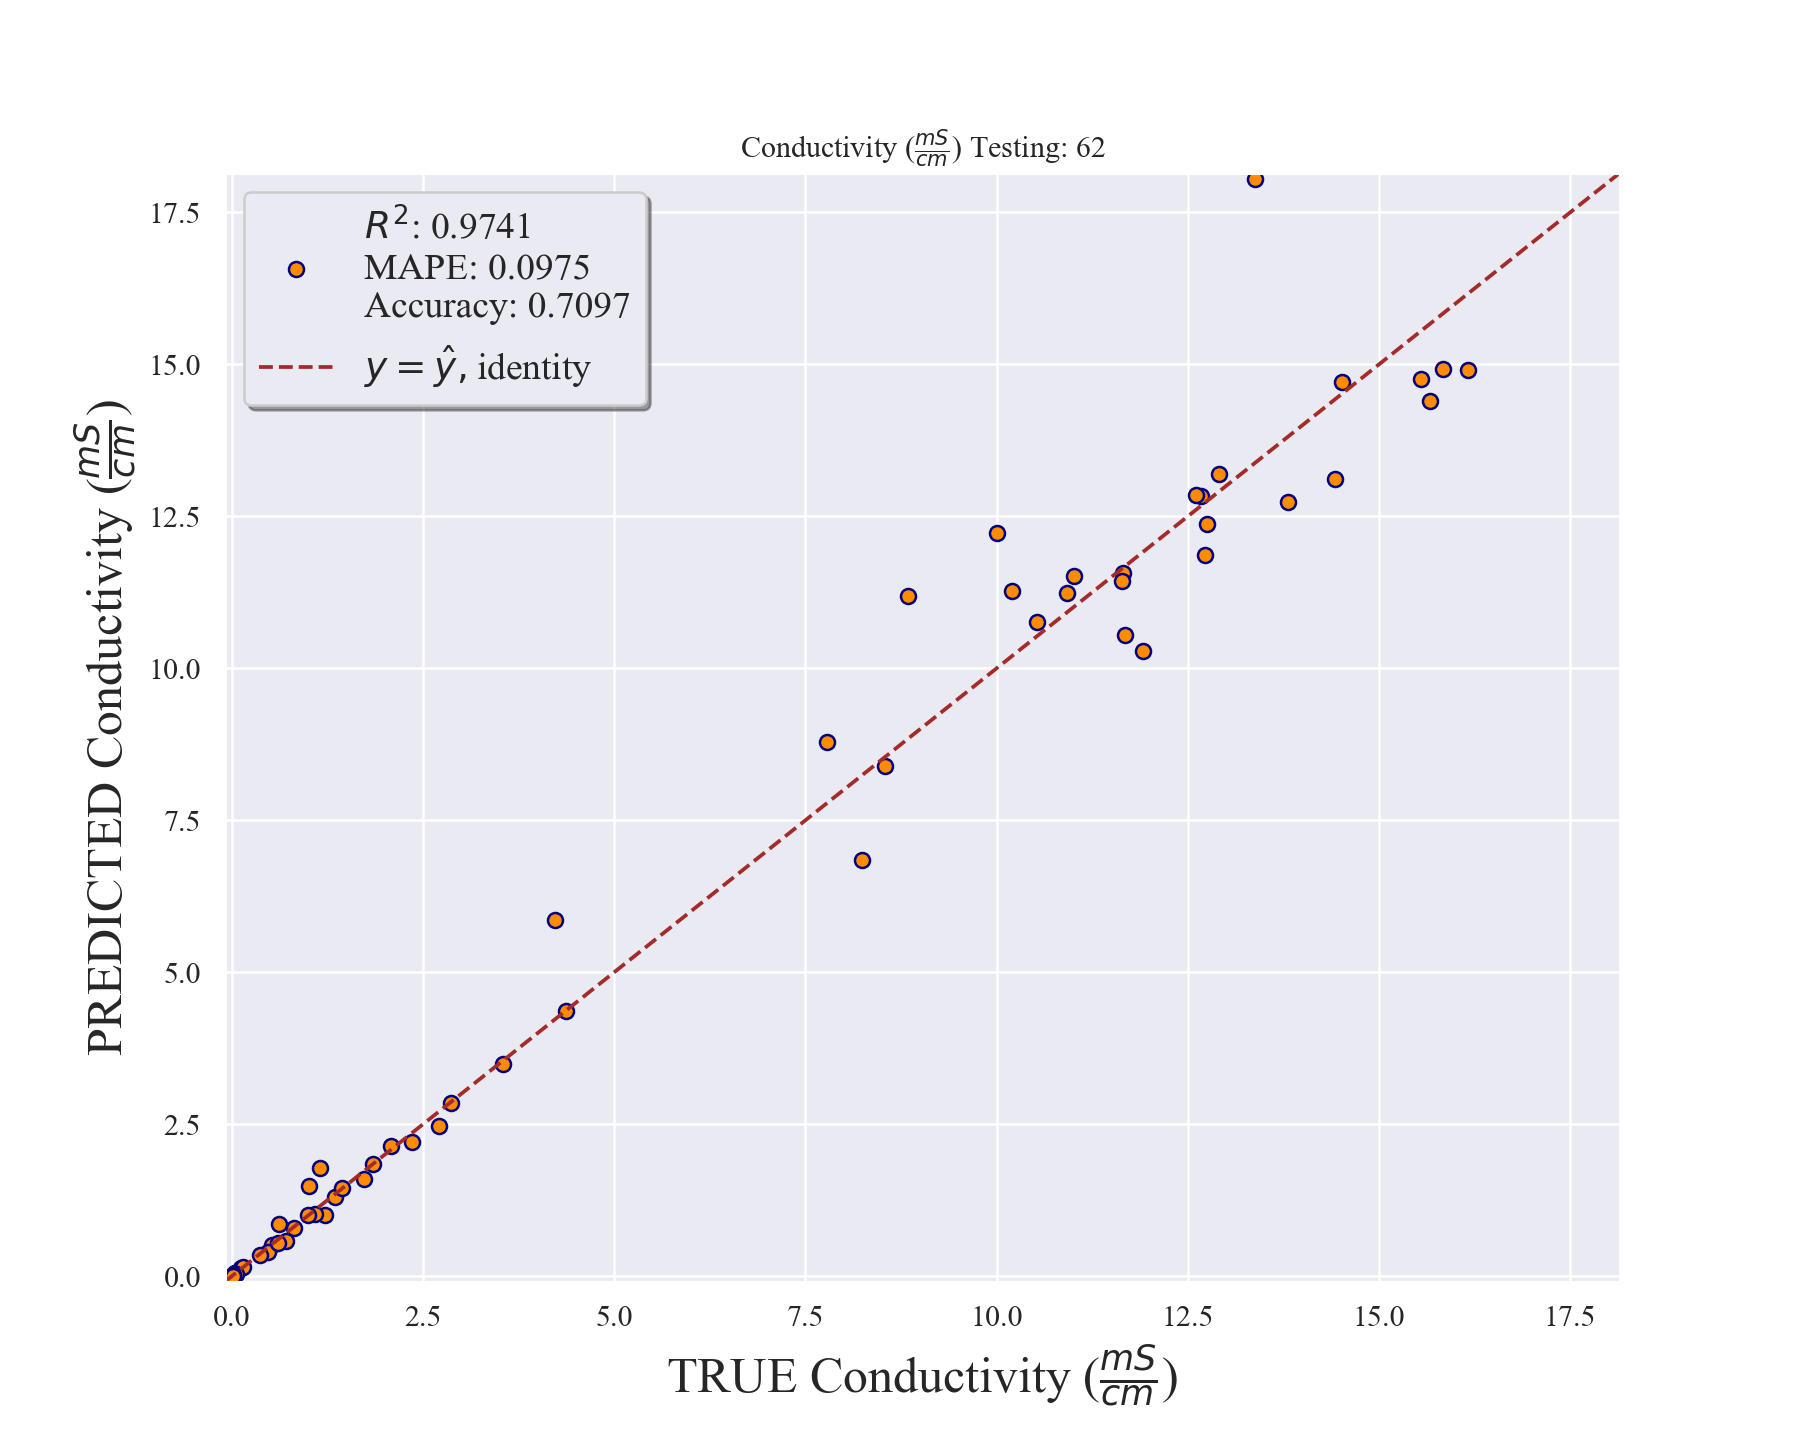 Conductivity (mS/cm) Testing: 62
R²: 0.9741
MAPE: 0.0975
Accuracy: 0.7097
y = ŷ, identity
PREDICTED Conductivity (mS/cm)
17.5
15.0
12.5
10.0
7.5
5.0
2.5
0.0
0.0 2.5 5.0 7.5 10.0 12.5 15.0 17.5
TRUE Conductivity (mS/cm)